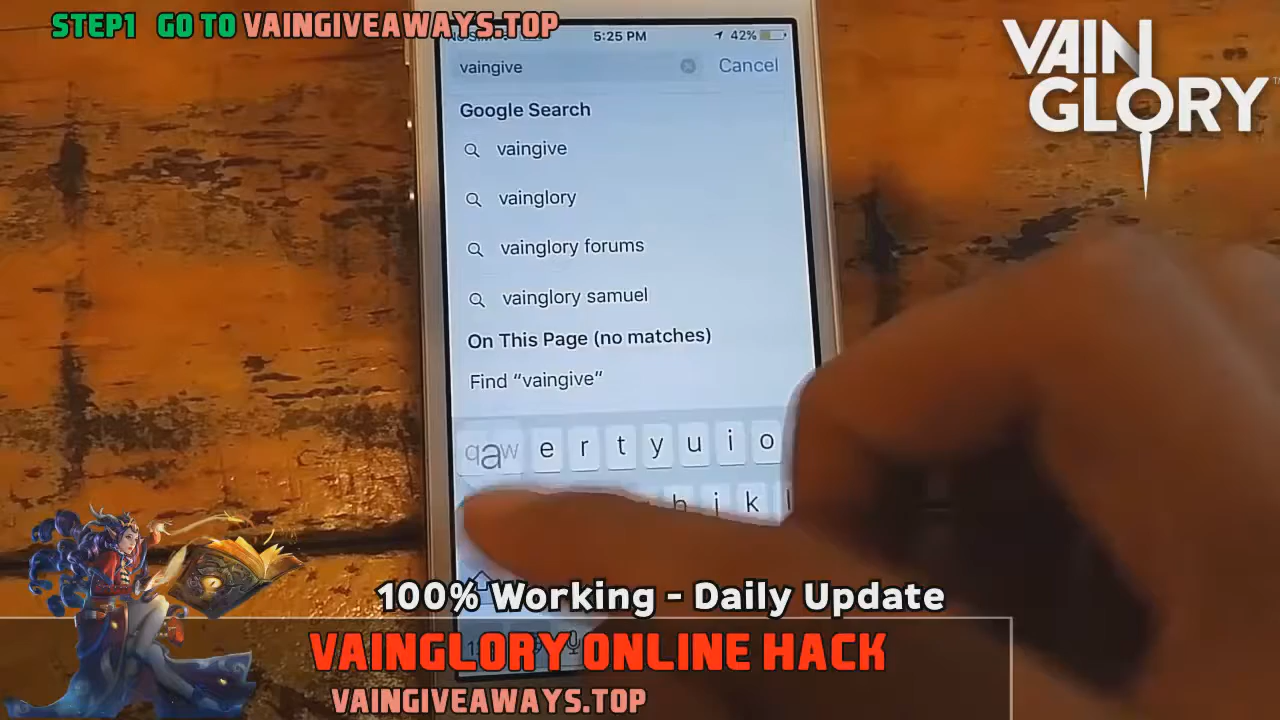 STEP1 GO TO VAINGIVEAWAYS.TOP
5:25 PM
42%
vaingive
Cancel
VAIN
GLORY
TM
Google Search
vaingive
vainglory
vainglory forums
vainglory samuel
On This Page (no matches)
Find “vaingive”
q a w e r t y u i o
h j k l
100% Working - Daily Update
VAINGLORY ONLINE HACK
VAINGIVEAWAYS.TOP